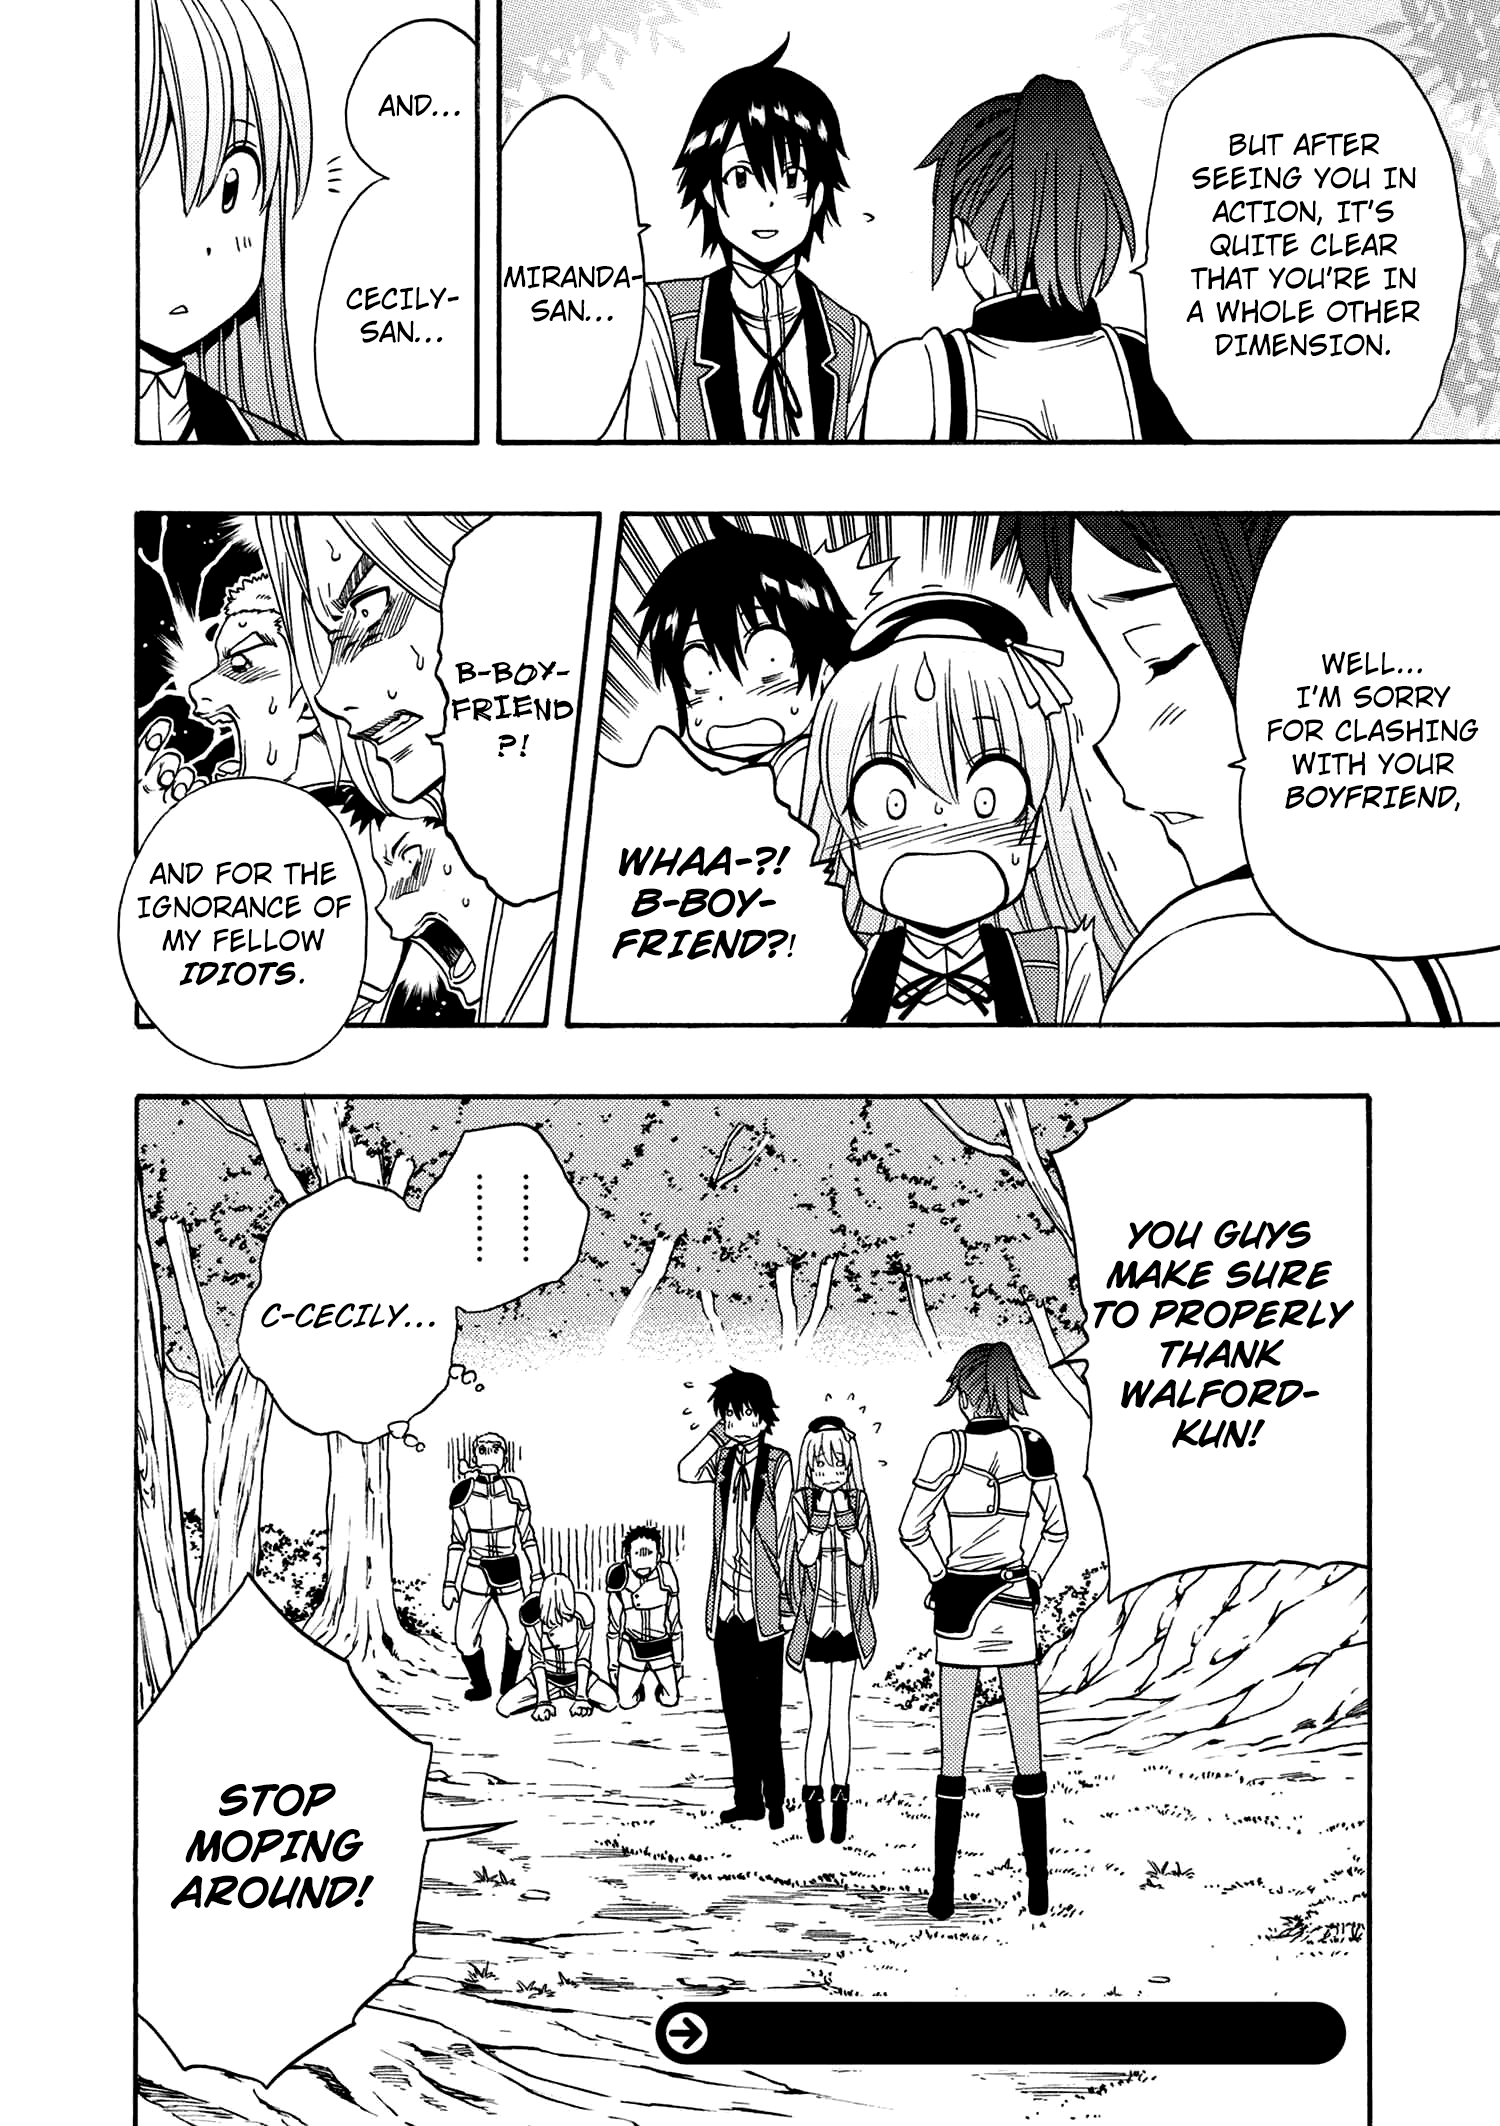 BUT AFTER
SEEING YOU IN
ACTION, IT'S
QUITE CLEAR
THAT YOU'RE IN
A WHOLE OTHER
DIMENSION.
MIRANDA-
SAN...
AND...
CECILY-
SAN...
WELL...
I'M SORRY
FOR CLASHING
WITH YOUR
BOYFRIEND,
WHAA-?!
B-BOY-
FRIEND?!
B-BOY-
FRIEND
?!
AND FOR THE
IGNORANCE OF
MY FELLOW
IDIOTS.
YOU GUYS
MAKE SURE
TO PROPERLY
THANK
WALFORD-
KUN!
............
C-CECILY...
STOP
MOPING
AROUND!